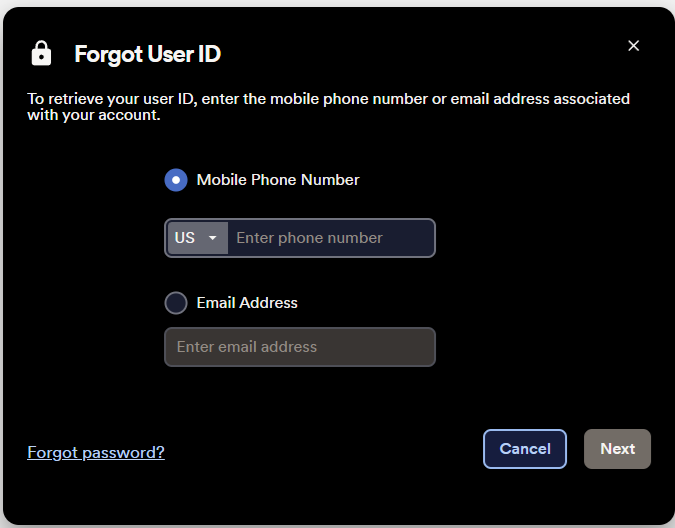 Forgot User ID
To retrieve your user ID, enter the mobile phone number or email address associated
with your account.
Mobile Phone Number
US Enter phone number
Email Address
Enter email address
Forgot password? Cancel Next